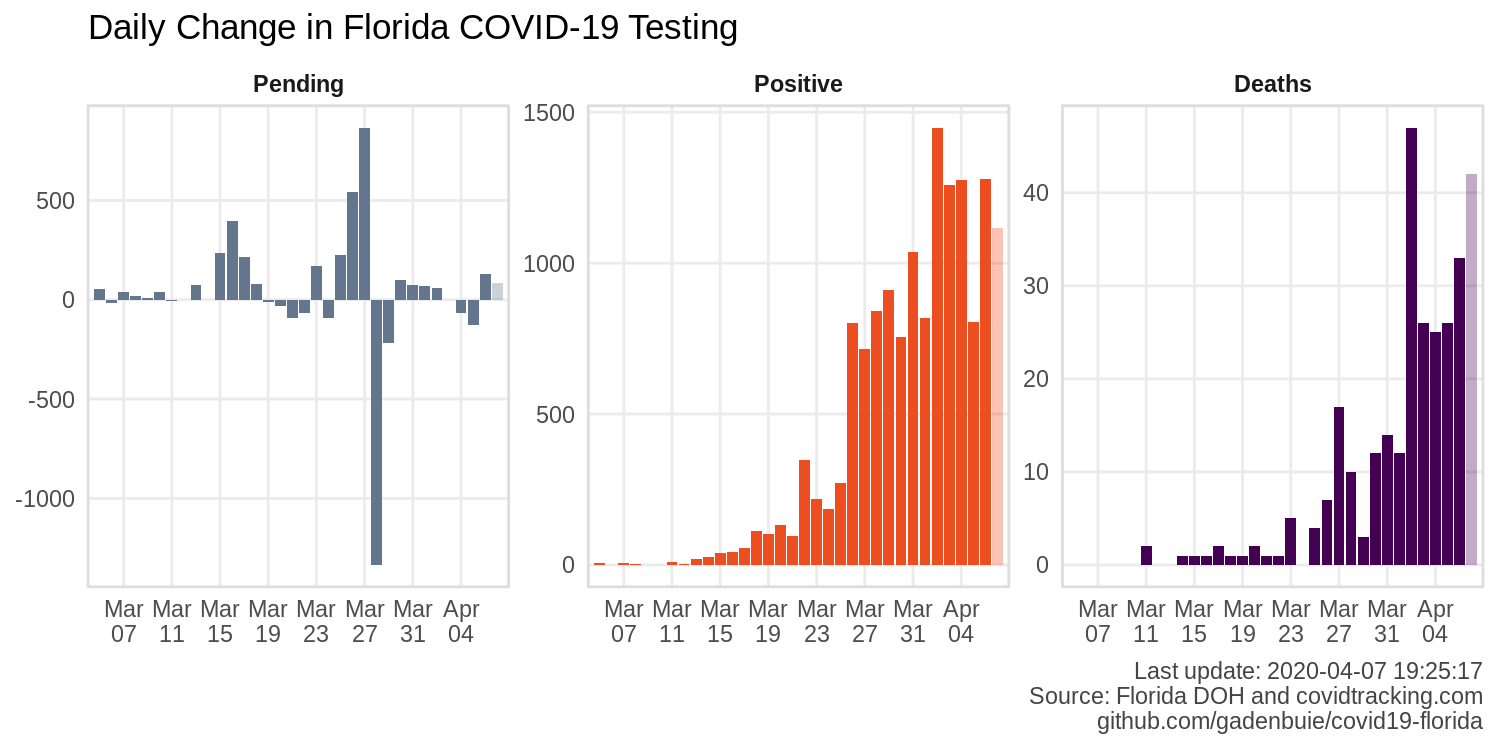 Daily Change in Florida COVID-19 Testing
Pending
Positive
Deaths
500
0
-500
-1000
Mar Mar Mar Mar Mar Mar Mar Apr
07 11 15 19 23 27 31 04
1500
1000
500
0
Mar Mar Mar Mar Mar Mar Mar Apr
07 11 15 19 23 27 31 04
40
30
20
10
0
Mar Mar Mar Mar Mar Mar Mar Apr
07 11 15 19 23 27 31 04
Last update: 2020-04-07 19:25:17
Source: Florida DOH and covidtracking.com
github.com/gadenbuie/covid19-florida